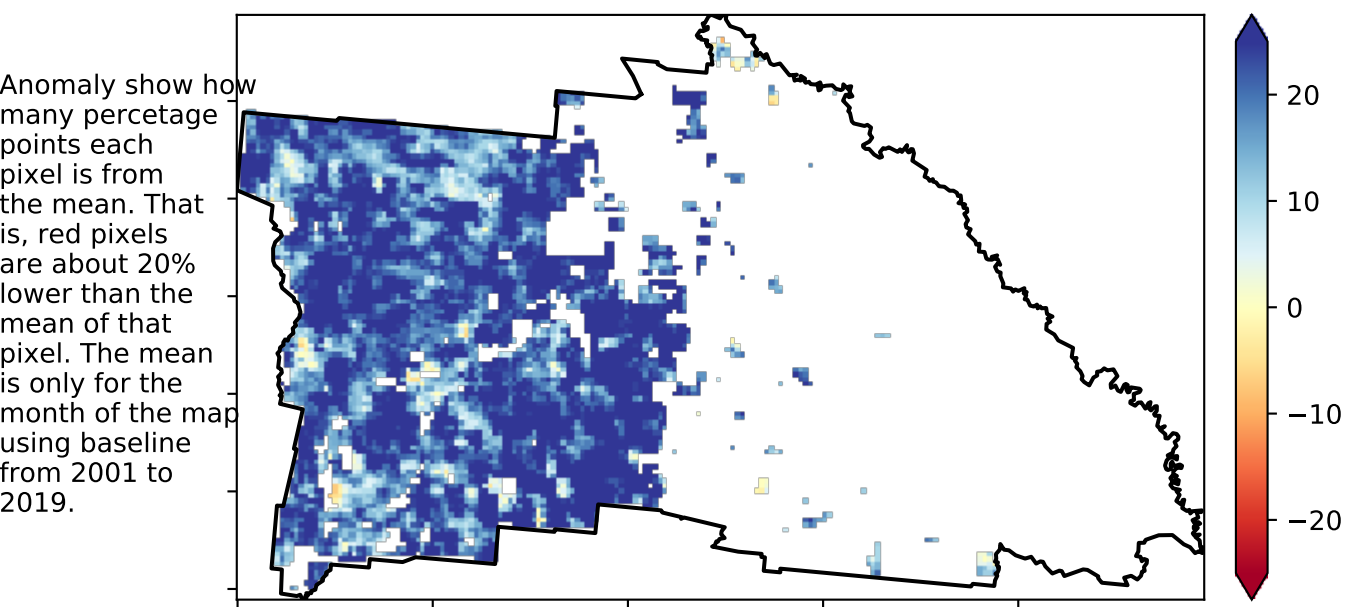 Anomaly show how
many percetage
points each
pixel is from
the mean. That
is, red pixels
are about 20%
lower than the
mean of that
pixel. The mean
is only for the
month of the map
using baseline
from 2001 to
2019.
20
10
0
−10
−20